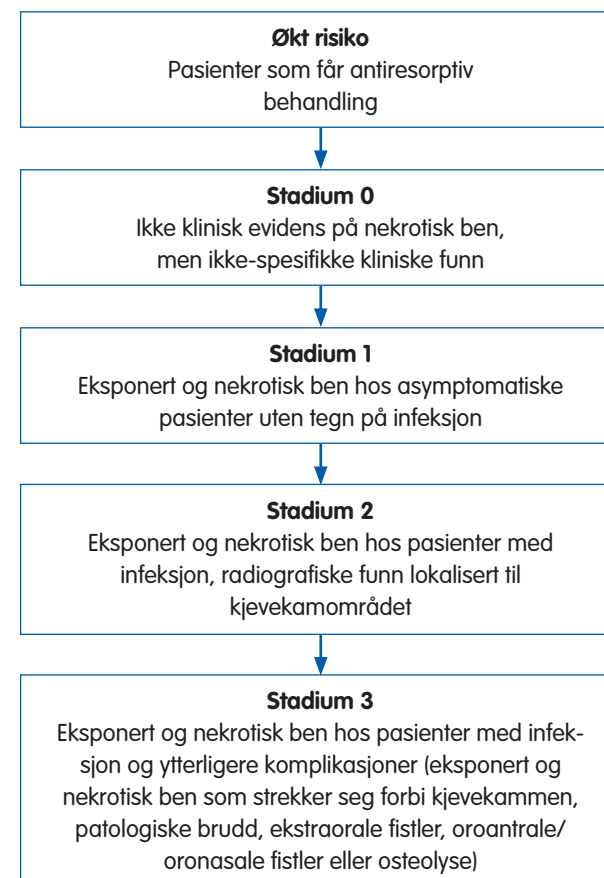 Økt risiko
Pasienter som får antiresorptiv
behandling
Stadium 0
Ikke klinisk evidens på nekrotisk ben,
men ikke-spesifikke kliniske funn
Stadium 1
Eksponert og nekrotisk ben hos asymptomatiske
pasienter uten tegn på infeksjon
Stadium 2
Eksponert og nekrotisk ben hos pasienter med
infeksjon, radiografiske funn lokalisert til
kjevekamområdet
Stadium 3
Eksponert og nekrotisk ben hos pasienter med infek-
sjon og ytterligere komplikasjoner (eksponert og
nekrotisk ben som strekker seg forbi kjevekammen,
patologiske brudd, ekstraorale fistler, oroantrale/
oronasale fistler eller osteolyse)